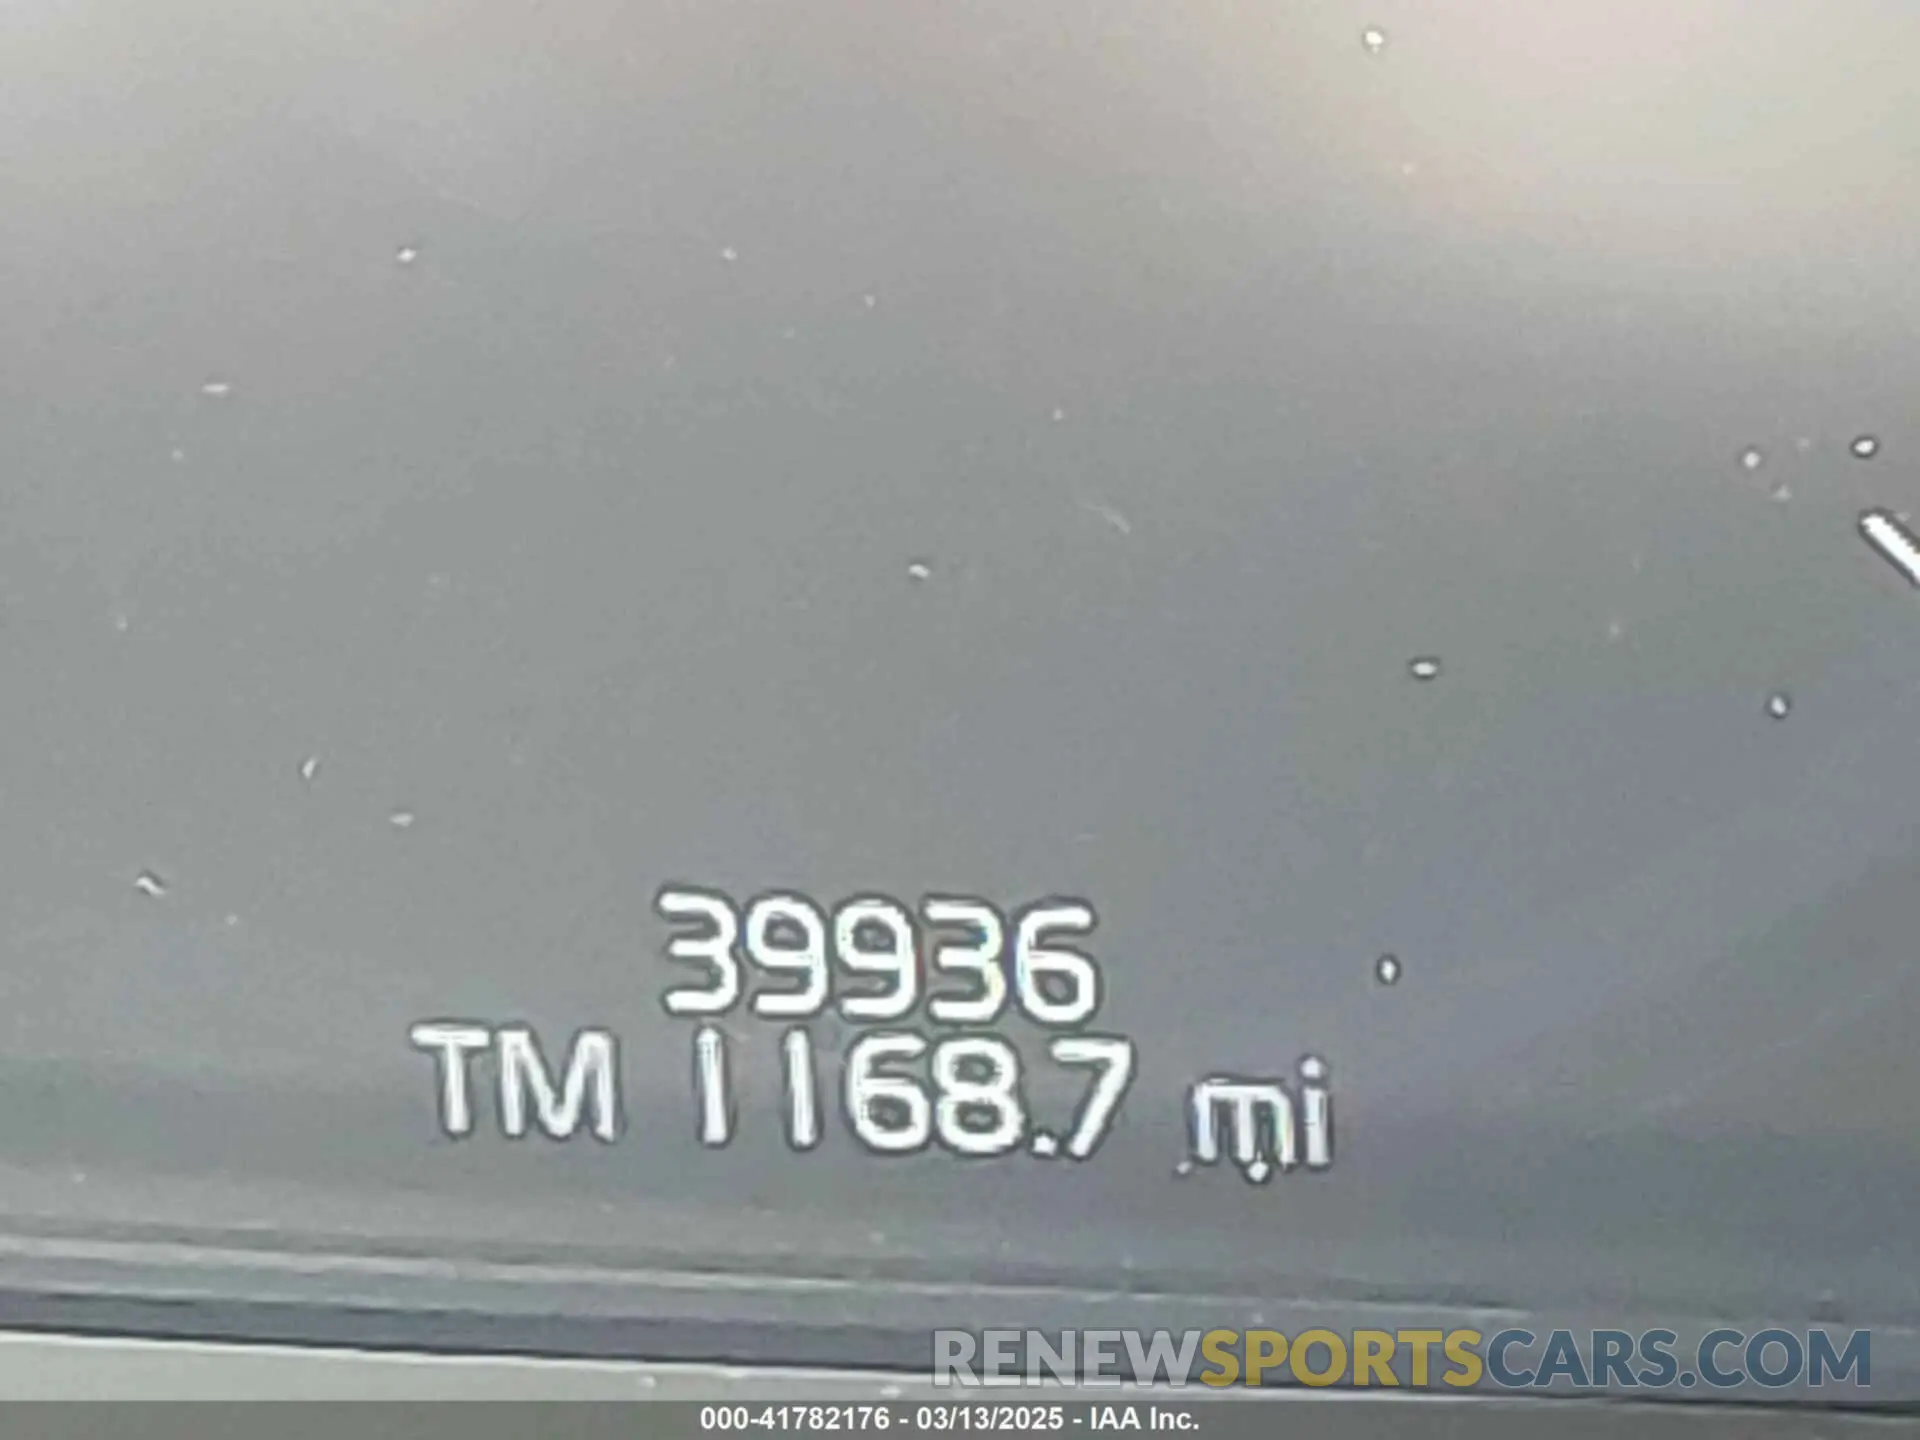 39936
TM 1168.7 mi
RENEWSPORTSCARS.COM
000-41782176 - 03/13/2025 - IAA Inc.